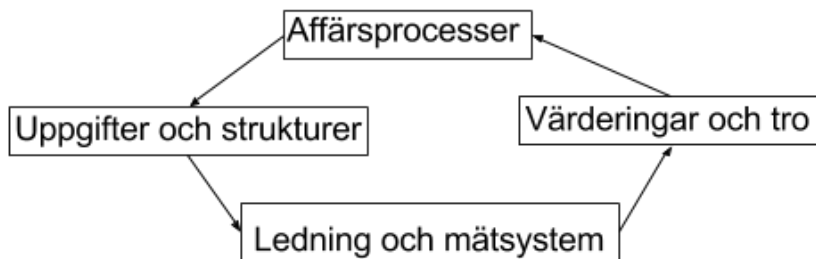 Affärsprocesser
Uppgifter och strukturer
Värderingar och tro
Ledning och mätsystem